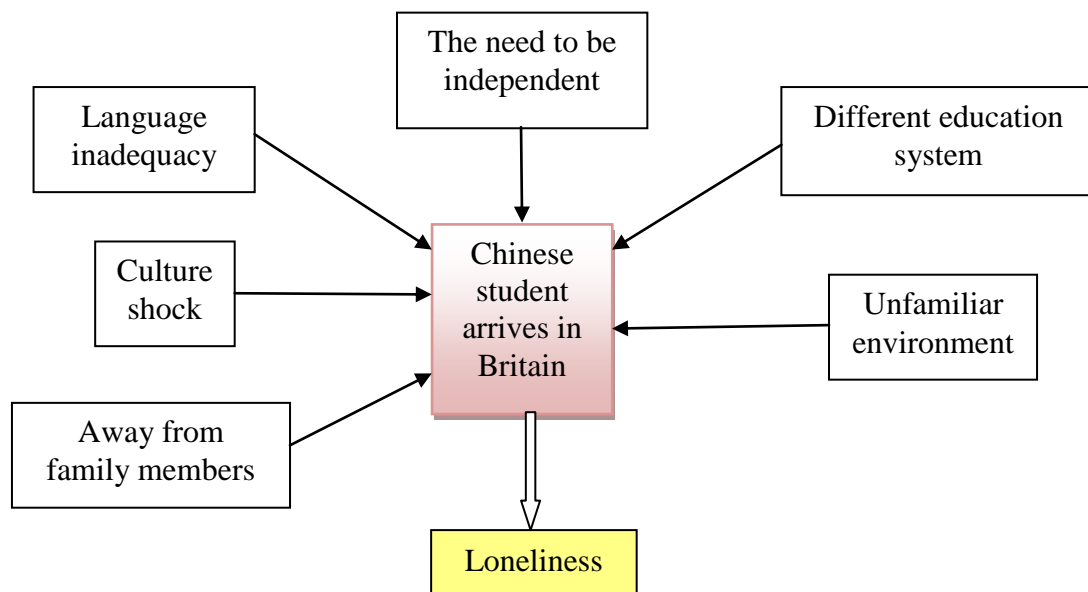 The need to be
independent
Language
inadequacy
Different education
system
Culture
shock
Chinese
student
arrives in
Britain
Unfamiliar
environment
Away from
family members
Loneliness